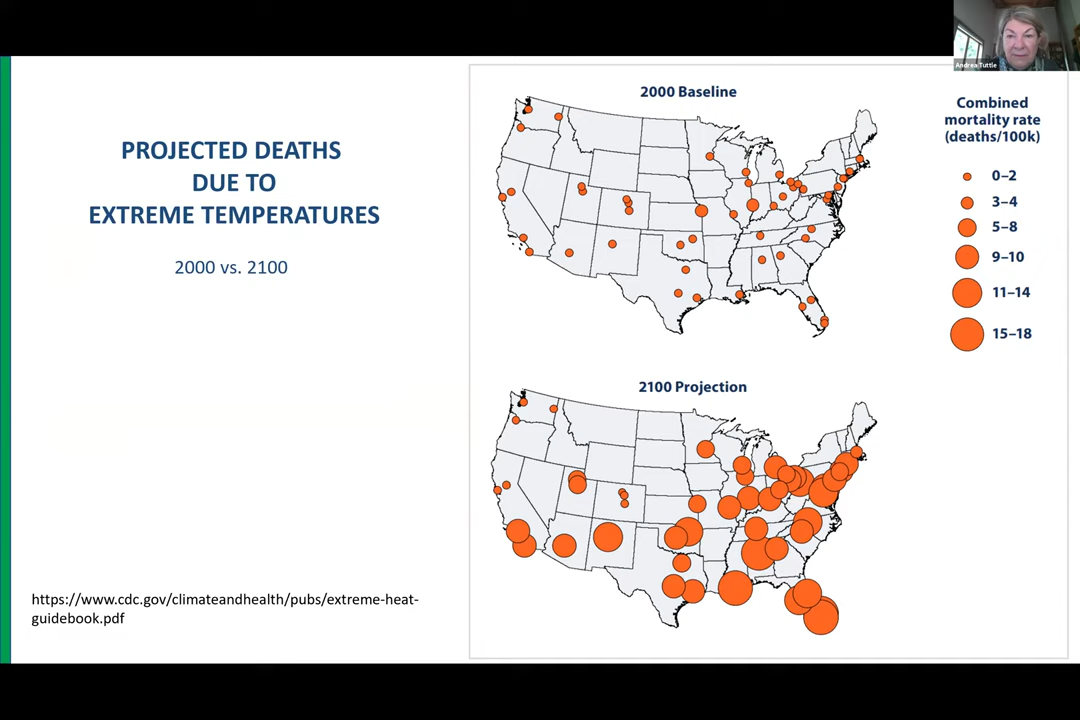 Andrea Tuttle
PROJECTED DEATHS
DUE TO
EXTREME TEMPERATURES
2000 vs. 2100
https://www.cdc.gov/climateandhealth/pubs/extreme-heat-
guidebook.pdf
2000 Baseline
Combined
mortality rate
(deaths/100k)
0–2
3–4
5–8
9–10
11–14
15–18
2100 Projection